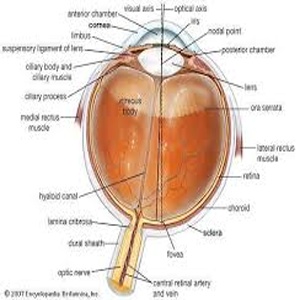 visual axis
optical axis
anterior chamber
iris
cornea
nodal point
limbus
posterior chamber
suspensory ligament of lens
ciliary body and
ciliary muscle
lens
ciliary process
ora serrata
vitreous
body
medial rectus
muscle
lateral rectus
muscle
retina
hyaloid canal
choroid
lamina cribrosa
sclera
dural sheath
fovea
optic nerve
central retinal artery
and vein
© 2007 Encyclopædia Britannica, Inc.